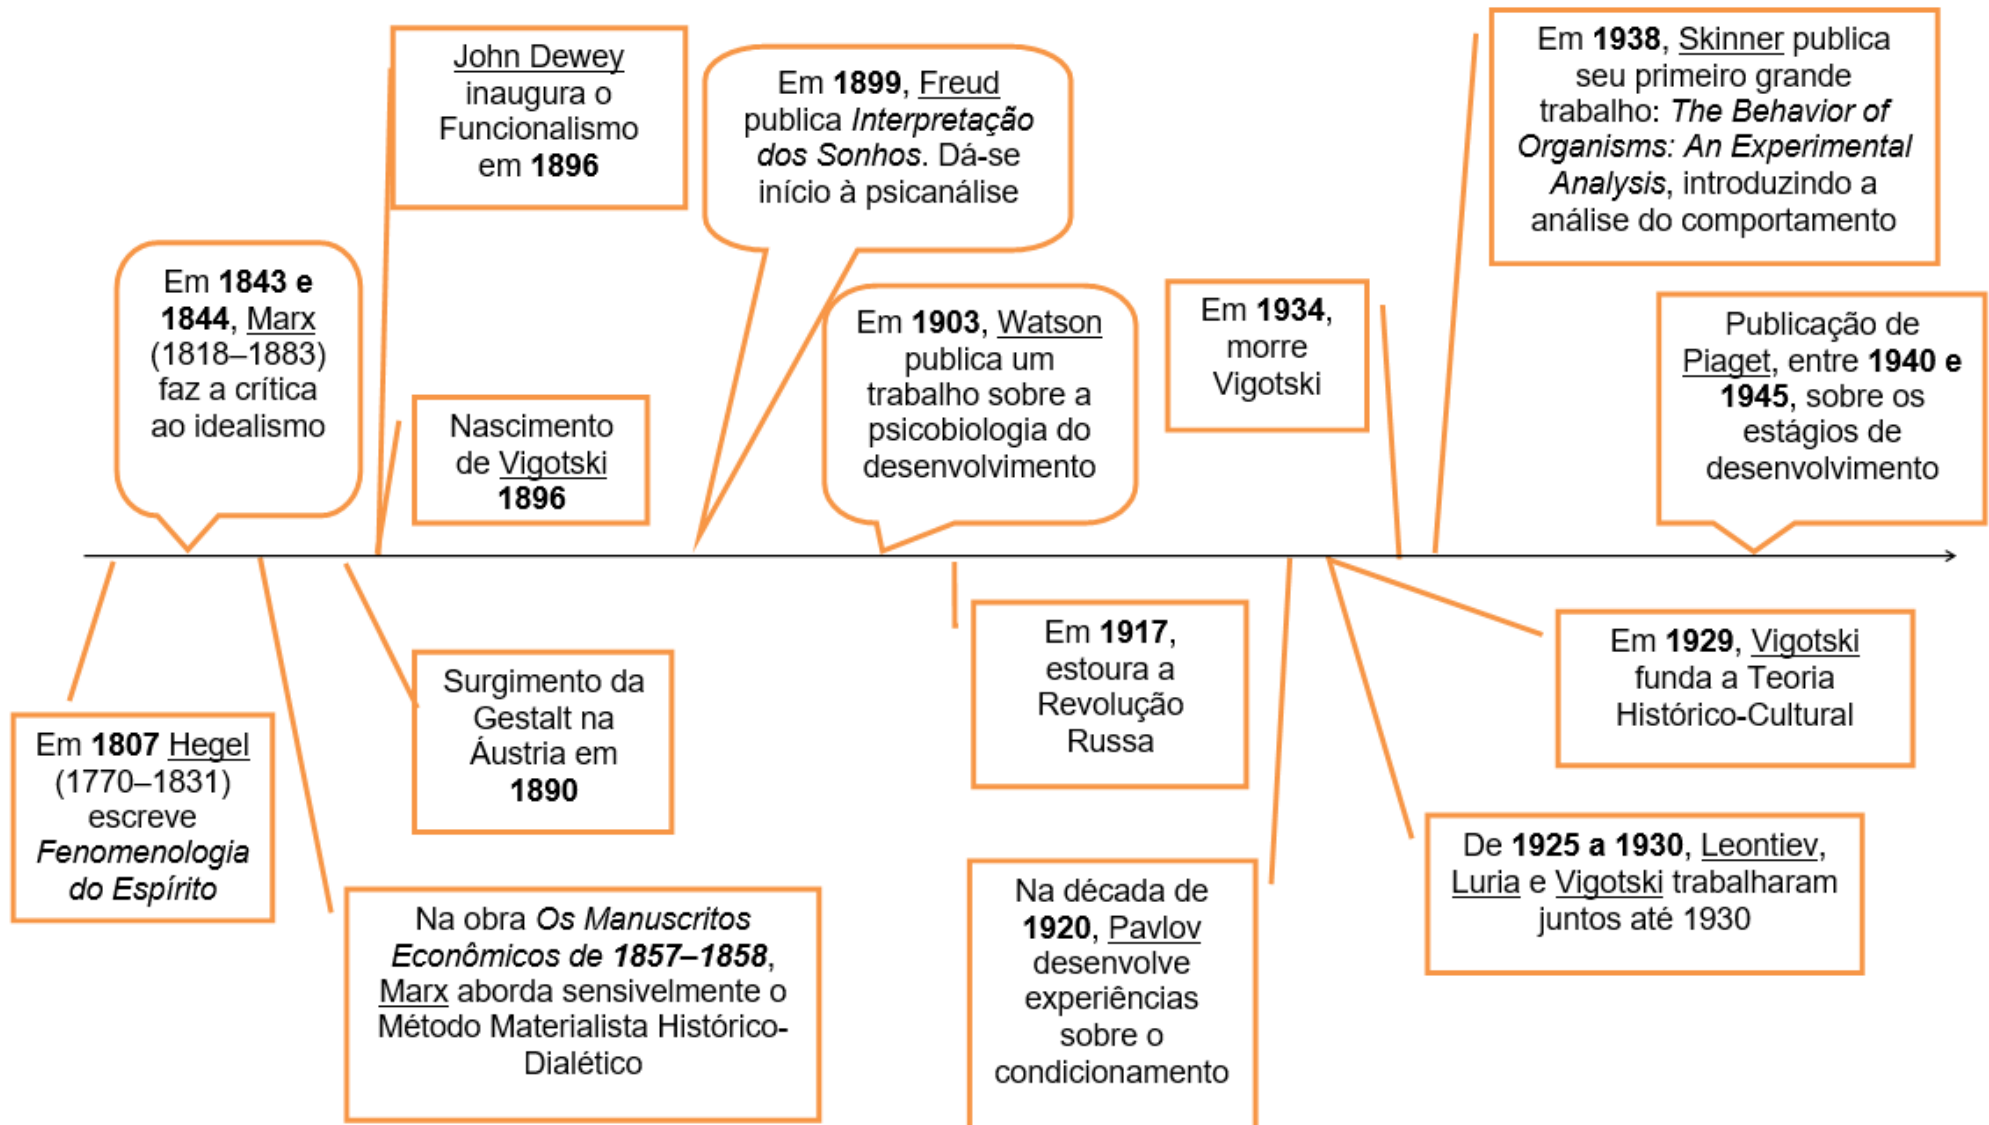 John Dewey
inaugura o
Funcionalismo
em 1896
Em 1899, Freud
publica Interpretação
dos Sonhos. Dá-se
início à psicanálise
Em 1938, Skinner publica
seu primeiro grande
trabalho: The Behavior of
Organisms: An Experimental
Analysis, introduzindo a
análise do comportamento
Em 1843 e
1844, Marx
(1818–1883)
faz a crítica
ao idealismo
Nascimento
de Vigotski
1896
Em 1903, Watson
publica um
trabalho sobre a
psicobiologia do
desenvolvimento
Em 1934,
morre
Vigotski
Publicação de
Piaget, entre 1940 e
1945, sobre os
estágios de
desenvolvimento
Em 1807 Hegel
(1770–1831)
escreve
Fenomenologia
do Espírito
Surgimento da
Gestalt na
Áustria em
1890
Na obra Os Manuscritos
Econômicos de 1857–1858,
Marx aborda sensivelmente o
Método Materialista Histórico-
Dialético
Em 1917,
estoura a
Revolução
Russa
Na década de
1920, Pavlov
desenvolve
experiências
sobre o
condicionamento
Em 1929, Vigotski
funda a Teoria
Histórico-Cultural
De 1925 a 1930, Leontiev,
Luria e Vigotski trabalharam
juntos até 1930